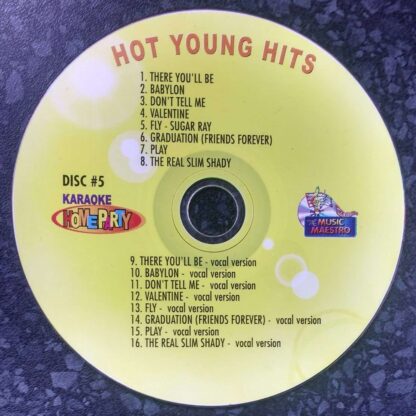 HOT YOUNG HITS
1. THERE YOU'LL BE
2. BABYLON
3. DON'T TELL ME
4. VALENTINE
5. FLY - SUGAR RAY
6. GRADUATION (FRIENDS FOREVER)
7. PLAY
8. THE REAL SLIM SHADY
DISC #5
KARAOKE
HOMEPARTY
THE MUSIC
MAESTRO
9. THERE YOU'LL BE - vocal version
10. BABYLON - vocal version
11. DON'T TELL ME - vocal version
12. VALENTINE - vocal version
13. FLY - vocal version
14. GRADUATION (FRIENDS FOREVER) - vocal version
15. PLAY - vocal version
16. THE REAL SLIM SHADY - vocal version